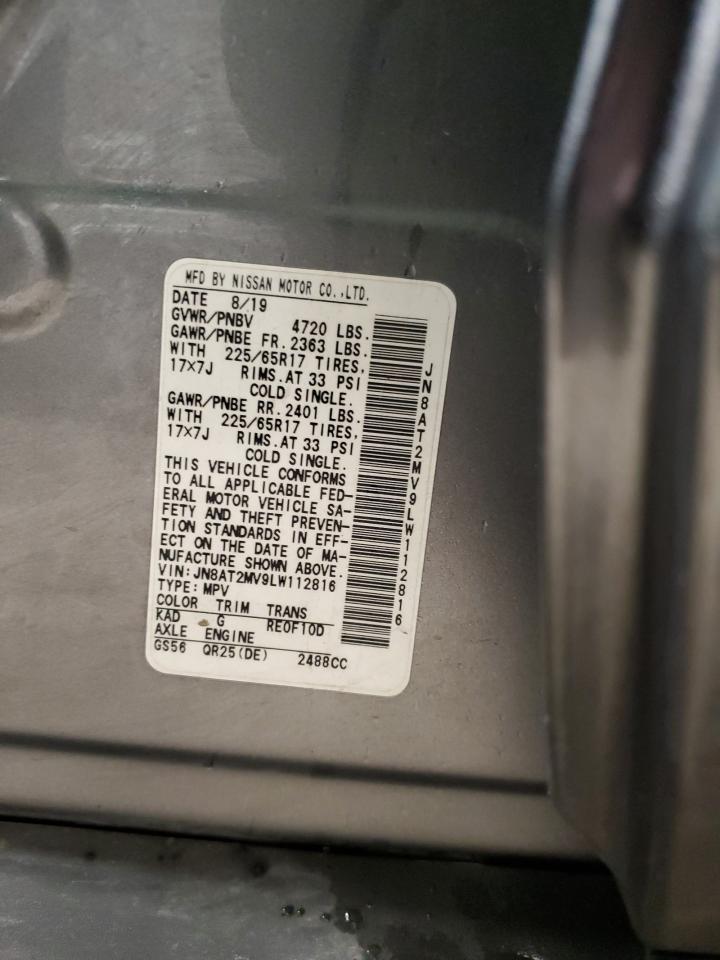 MFD BY NISSAN MOTOR CO.,LTD.
DATE 8/19
GVWR/PNBV 4720 LBS.
GAWR/PNBE FR. 2363 LBS.
WITH 225/65R17 TIRES,
17×7J RIMS.AT 33 PSI
COLD SINGLE.
GAWR/PNBE RR. 2401 LBS.
WITH 225/65R17 TIRES,
17×7J RIMS.AT 33 PSI
COLD SINGLE.
THIS VEHICLE CONFORMS
TO ALL APPLICABLE FED-
ERAL MOTOR VEHICLE SA-
FETY AND THEFT PREVEN-
TION STANDARDS IN EFF-
ECT ON THE DATE OF MA-
NUFACTURE SHOWN ABOVE.
VIN:JN8AT2MV9LW112816
TYPE:MPV
COLOR TRIM TRANS
KAD G RE0F10D
AXLE ENGINE
GS56 QR25(DE) 2488CC
JN8AT2MV9LW112816